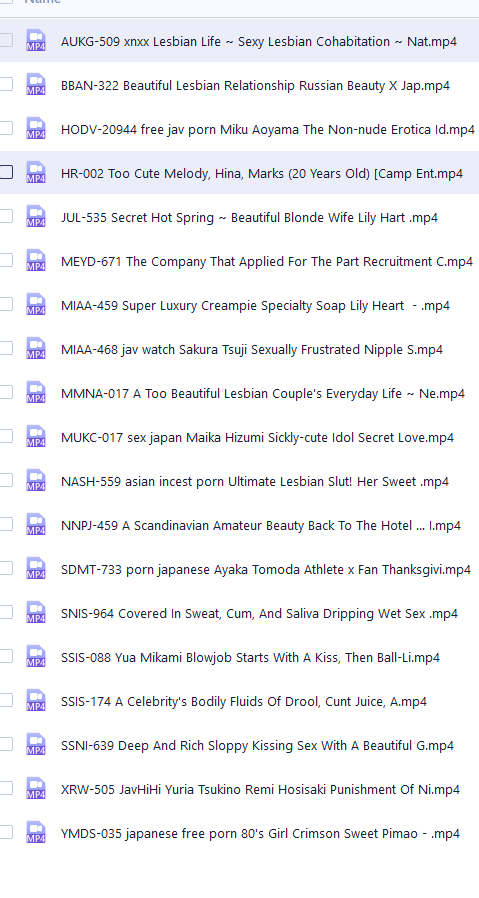 Name
MP4 AUKG-509 xnxx Lesbian Life ~ Sexy Lesbian Cohabitation ~ Nat.mp4
MP4 BBAN-322 Beautiful Lesbian Relationship Russian Beauty X Jap.mp4
MP4 HODV-20944 free jav porn Miku Aoyama The Non-nude Erotica Id.mp4
MP4 HR-002 Too Cute Melody, Hina, Marks (20 Years Old) [Camp Ent.mp4
MP4 JUL-535 Secret Hot Spring ~ Beautiful Blonde Wife Lily Hart .mp4
MP4 MEYD-671 The Company That Applied For The Part Recruitment C.mp4
MP4 MIAA-459 Super Luxury Creampie Specialty Soap Lily Heart  - .mp4
MP4 MIAA-468 jav watch Sakura Tsuji Sexually Frustrated Nipple S.mp4
MP4 MMNA-017 A Too Beautiful Lesbian Couple's Everyday Life ~ Ne.mp4
MP4 MUKC-017 sex japan Maika Hizumi Sickly-cute Idol Secret Love.mp4
MP4 NASH-559 asian incest porn Ultimate Lesbian Slut! Her Sweet .mp4
MP4 NNPJ-459 A Scandinavian Amateur Beauty Back To The Hotel ... I.mp4
MP4 SDMT-733 porn japanese Ayaka Tomoda Athlete x Fan Thanksgivi.mp4
MP4 SNIS-964 Covered In Sweat, Cum, And Saliva Dripping Wet Sex .mp4
MP4 SSIS-088 Yua Mikami Blowjob Starts With A Kiss, Then Ball-Li.mp4
MP4 SSIS-174 A Celebrity's Bodily Fluids Of Drool, Cunt Juice, A.mp4
MP4 SSNI-639 Deep And Rich Sloppy Kissing Sex With A Beautiful G.mp4
MP4 XRW-505 JavHiHi Yuria Tsukino Remi Hosisaki Punishment Of Ni.mp4
MP4 YMDS-035 japanese free porn 80's Girl Crimson Sweet Pimao - .mp4